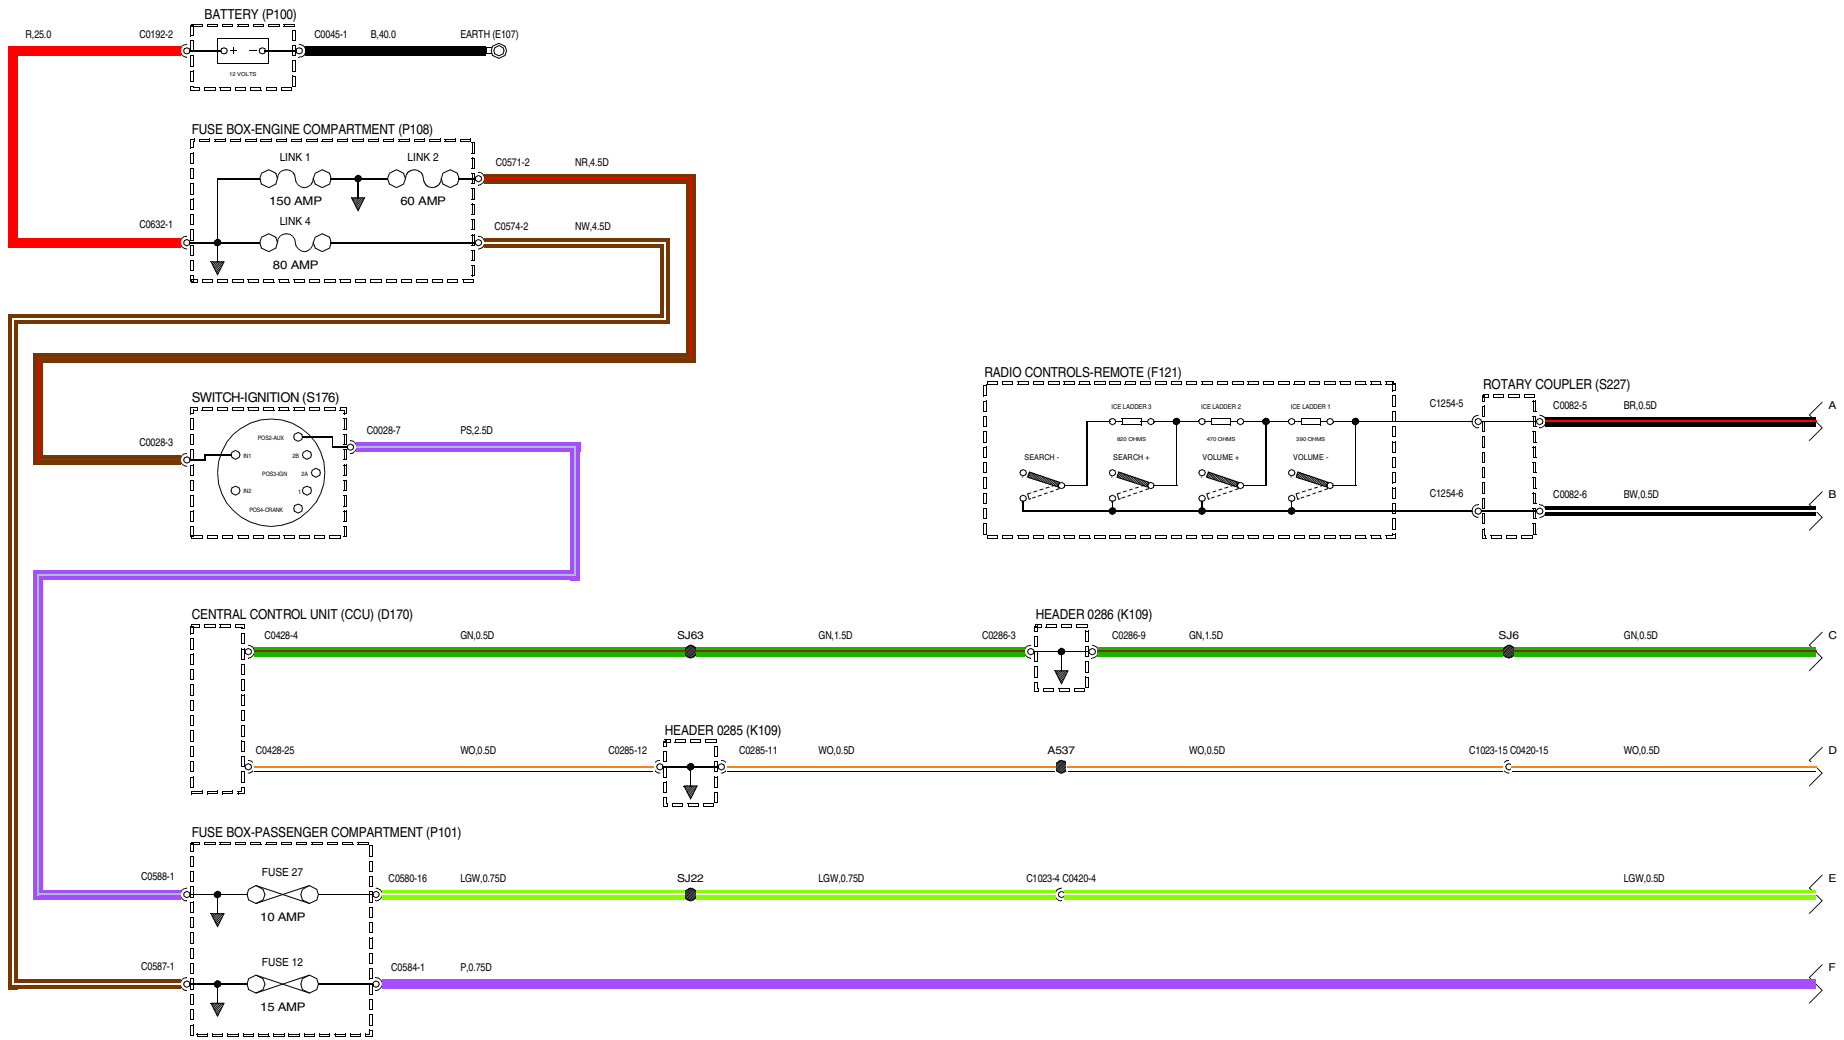 BATTERY (P100)
R,25.0
C0192-2
C0045-1
B,40.0
EARTH (E107)
+ −
12 VOLTS
FUSE BOX-ENGINE COMPARTMENT (P108)
LINK 1
LINK 2
C0571-2
NR,4.5D
150 AMP
60 AMP
C0632-1
LINK 4
C0574-2
NW,4.5D
80 AMP
SWITCH-IGNITION (S176)
C0028-3
POS2-AUX
C0028-7
PS,2.5D
IN1
2B
POS3-IGN
2A
IN2
1
POS4-CRANK
RADIO CONTROLS-REMOTE (F121)
ICE LADDER 3
ICE LADDER 2
ICE LADDER 1
820 OHMS
470 OHMS
390 OHMS
SEARCH -
SEARCH +
VOLUME +
VOLUME -
ROTARY COUPLER (S227)
C1254-5
C0082-5
BR,0.5D
A
C1254-6
C0082-6
BW,0.5D
B
CENTRAL CONTROL UNIT (CCU) (D170)
HEADER 0286 (K109)
C0428-4
GN,0.5D
SJ63
GN,1.5D
C0286-3
C0286-9
GN,1.5D
SJ6
GN,0.5D
C
HEADER 0285 (K109)
C0428-25
WO,0.5D
C0285-12
C0285-11
WO,0.5D
A537
WO,0.5D
C1023-15 C0420-15
WO,0.5D
D
FUSE BOX-PASSENGER COMPARTMENT (P101)
C0588-1
FUSE 27
C0580-16
LGW,0.75D
SJ22
LGW,0.75D
C1023-4 C0420-4
LGW,0.5D
E
10 AMP
C0587-1
FUSE 12
C0584-1
P,0.75D
F
15 AMP